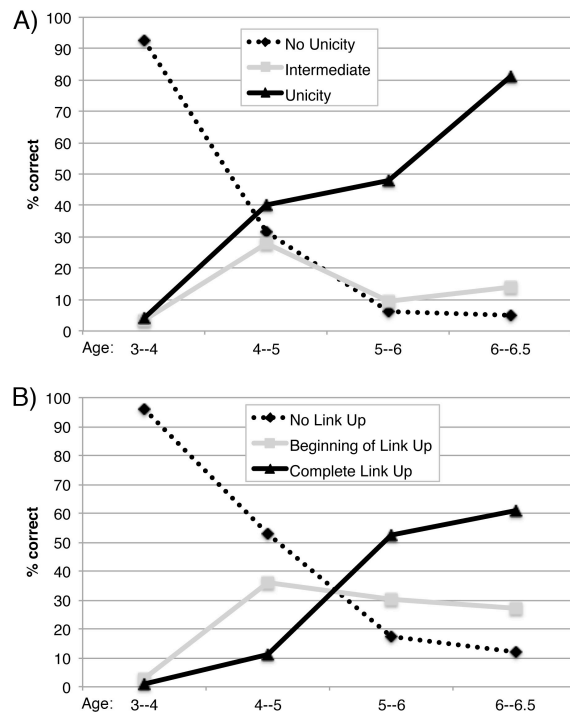 A)
100
90
80
70
60
50
40
30
20
10
0
% correct
No Unicity
Intermediate
Unicity
Age: 3--4 4--5 5--6 6--6.5
B)
100
90
80
70
60
50
40
30
20
10
0
% correct
No Link Up
Beginning of Link Up
Complete Link Up
Age: 3--4 4--5 5--6 6--6.5